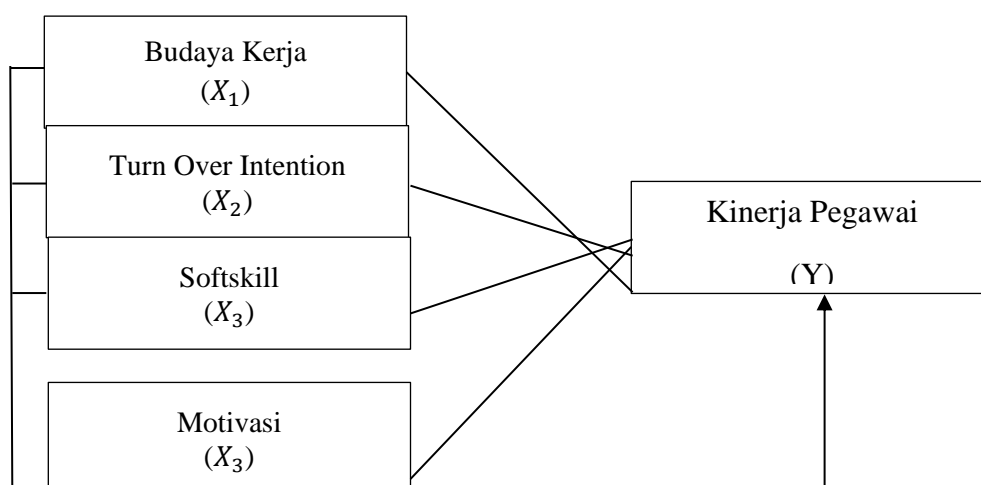 Budaya Kerja
(X₁)
Turn Over Intention
(X₂)
Softskill
(X₃)
Motivasi
(X₃)
Kinerja Pegawai
(Y)